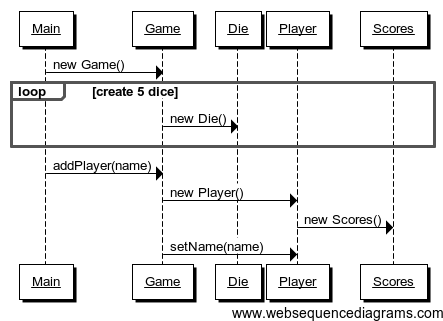 Main Game Die Player Scores
new Game()
loop [create 5 dice]
new Die()
addPlayer(name)
new Player()
new Scores()
setName(name)
Main Game Die Player Scores
www.websequencediagrams.com